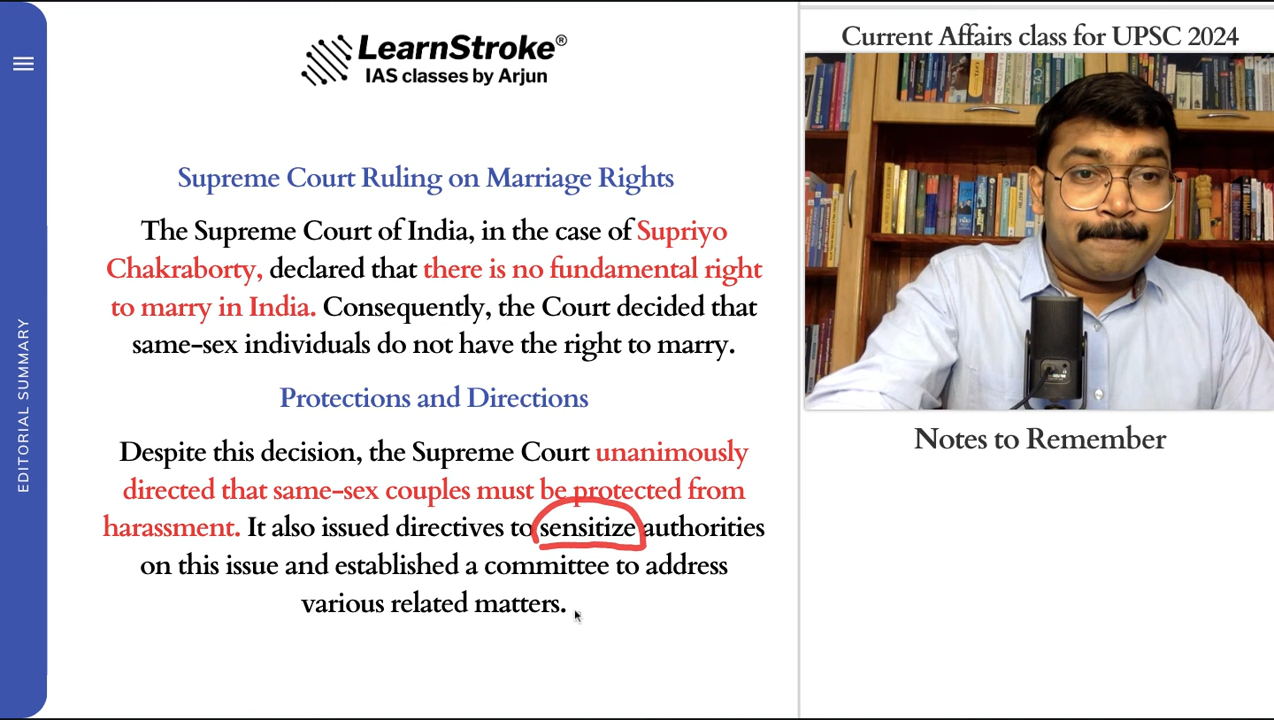 EDITORIAL SUMMARY
LearnStroke®
IAS classes by Arjun
Supreme Court Ruling on Marriage Rights
The Supreme Court of India, in the case of Supriyo
Chakraborty, declared that there is no fundamental right
to marry in India. Consequently, the Court decided that
same-sex individuals do not have the right to marry.
Protections and Directions
Despite this decision, the Supreme Court unanimously
directed that same-sex couples must be protected from
harassment. It also issued directives to sensitize authorities
on this issue and established a committee to address
various related matters.
Current Affairs class for UPSC 2024
Notes to Remember